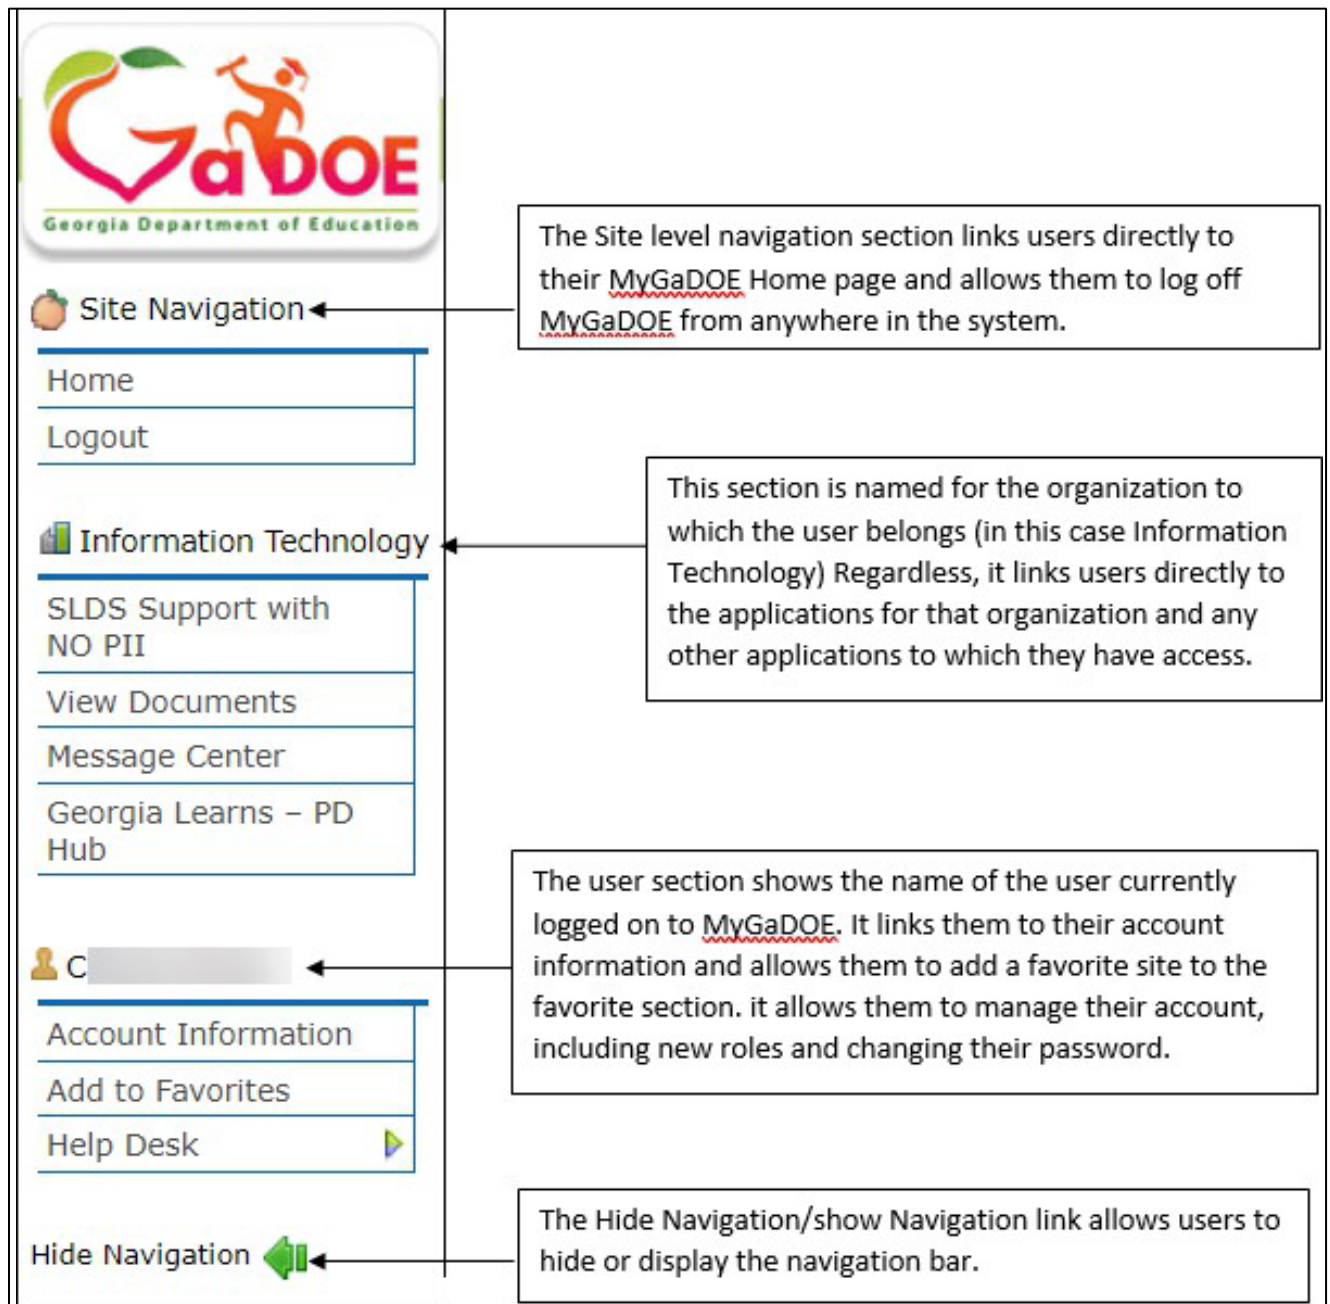 GaDOE
Georgia Department of Education
The Site level navigation section links users directly to
their MyGaDOE Home page and allows them to log off
MyGaDOE from anywhere in the system.
Site Navigation
Home
Logout
This section is named for the organization to
which the user belongs (in this case Information
Technology) Regardless, it links users directly to
the applications for that organization and any
other applications to which they have access.
Information Technology
SLDS Support with
NO PII
View Documents
Message Center
Georgia Learns – PD
Hub
The user section shows the name of the user currently
logged on to MyGaDOE. It links them to their account
information and allows them to add a favorite site to the
favorite section. it allows them to manage their account,
including new roles and changing their password.
C
Account Information
Add to Favorites
Help Desk
The Hide Navigation/show Navigation link allows users to
hide or display the navigation bar.
Hide Navigation